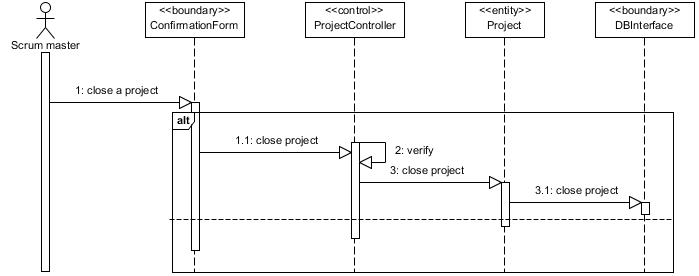 <<boundary>>
ConfirmationForm
<<control>>
ProjectController
<<entity>>
Project
<<boundary>>
DBInterface
Scrum master
1: close a project
alt
1.1: close project
2: verify
3: close project
3.1: close project